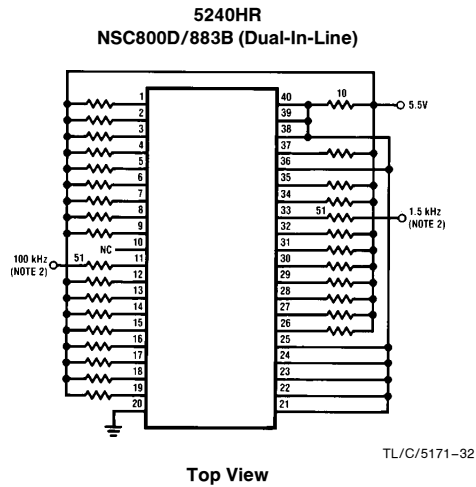 5240HR
NSC800D/883B (Dual-In-Line)
1 40 10 5.5V
2 39
3 38
4 37
5 36
6 35
7 34
8 33 51 1.5 kHz
(NOTE 2)
9 32
NC 10 31
100 kHz 51 11 30
(NOTE 2)
12 29
13 28
14 27
15 26
16 25
17 24
18 23
19 22
20 21
TL/C/5171–32
Top View